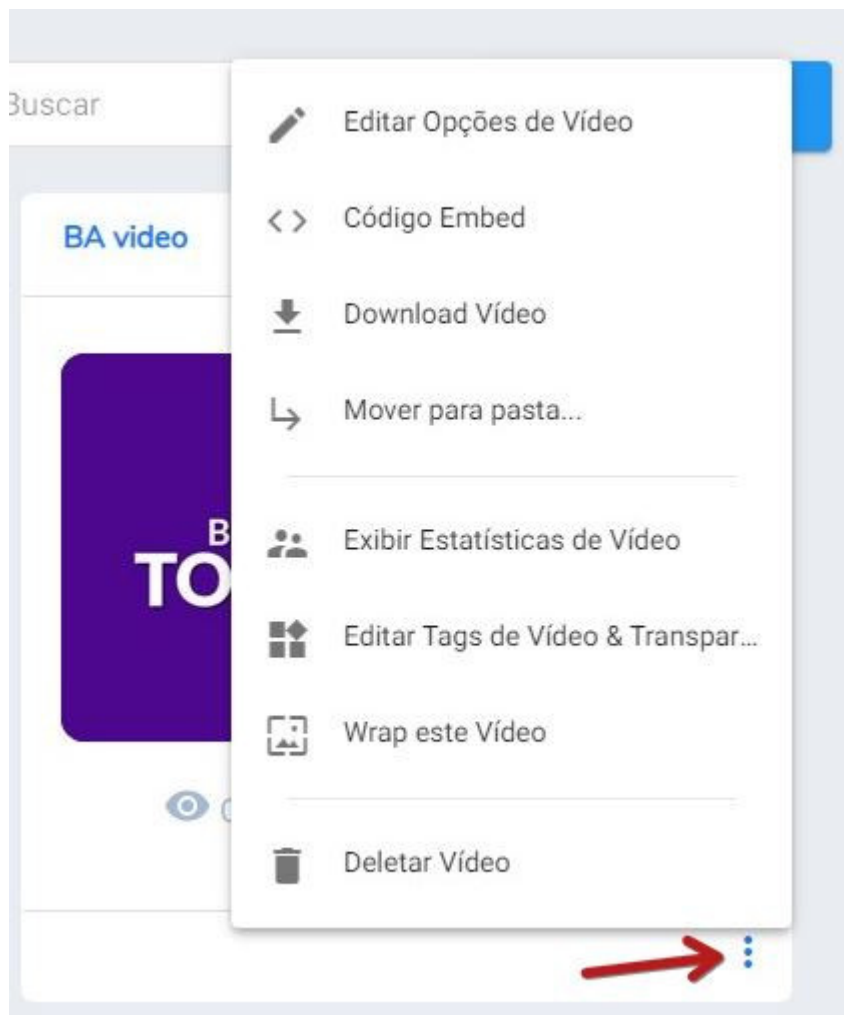 Buscar
Editar Opções de Vídeo
Código Embed
BA video
Download Vídeo
Mover para pasta...
Exibir Estatísticas de Vídeo
B
TO
Editar Tags de Vídeo & Transpar...
Wrap este Vídeo
Deletar Vídeo